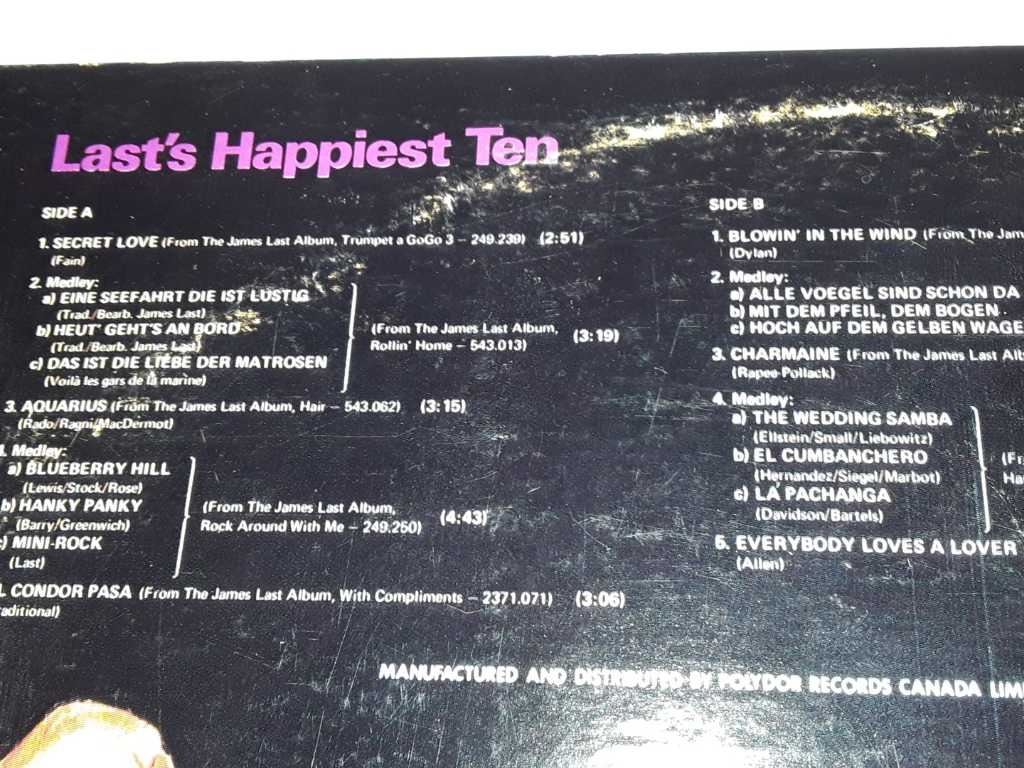 Last's Happiest Ten
SIDE A
1. SECRET LOVE (From The James Last Album, Trumpet a GoGo 3 – 249.239) (2:51)
(Fain)
2. Medley:
a) EINE SEEFAHRT DIE IST LUSTIG
(Trad./Bearb. James Last)
b) HEUT' GEHT'S AN BORD
(Trad./Bearb. James Last)
c) DAS IST DIE LIEBE DER MATROSEN
(Voilà les gars de la marine)
(From The James Last Album,
Rollin' Home – 543.013)
(3:19)
3. AQUARIUS (From The James Last Album, Hair – 543.062) (3:15)
(Rado/Ragni/MacDermot)
. Medley:
a) BLUEBERRY HILL
(Lewis/Stock/Rose)
b) HANKY PANKY
(Barry/Greenwich)
c) MINI-ROCK
(Last)
(From The James Last Album,
Rock Around With Me – 249.250)
(4:43)
L CONDOR PASA (From The James Last Album, With Compliments – 2371.071) (3:06)
aditional)
SIDE B
1. BLOWIN' IN THE WIND (From The Jam
(Dylan)
2. Medley:
a) ALLE VOEGEL SIND SCHON DA
b) MIT DEM PFEIL, DEM BOGEN
c) HOCH AUF DEM GELBEN WAGE
3. CHARMAINE (From The James Last Alb
(Rapee-Pollack)
4. Medley:
a) THE WEDDING SAMBA
(Ellstein/Small/Liebowitz)
b) EL CUMBANCHERO
(Hernandez/Siegel/Marbot)
c) LA PACHANGA
(Davidson/Bartels)
(Fr
Ha
5. EVERYBODY LOVES A LOVER
(Allen)
MANUFACTURED AND DISTRIBUTED BY POLYDOR RECORDS CANADA LIM